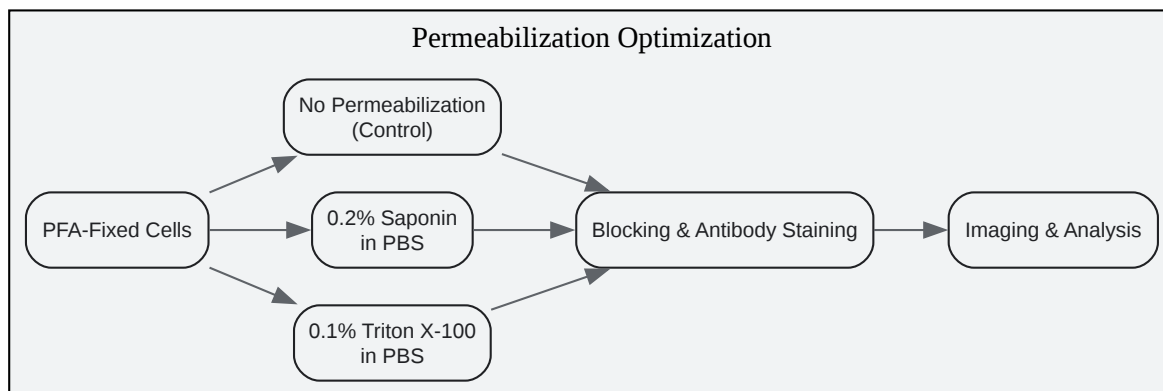 Permeabilization Optimization
No Permeabilization
(Control)
PFA-Fixed Cells
0.2% Saponin
in PBS
Blocking & Antibody Staining
Imaging & Analysis
0.1% Triton X-100
in PBS